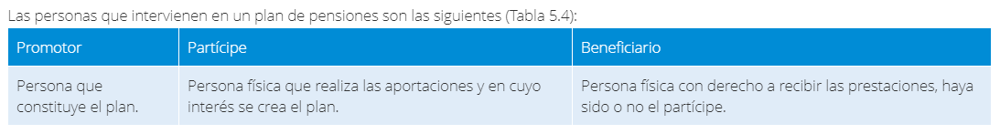 Las personas que intervienen en un plan de pensiones son las siguientes (Tabla 5.4):
Promotor
Partícipe
Beneficiario
Persona que
constituye el plan.
Persona física que realiza las aportaciones y en cuyo
interés se crea el plan.
Persona física con derecho a recibir las prestaciones, haya
sido o no el partícipe.